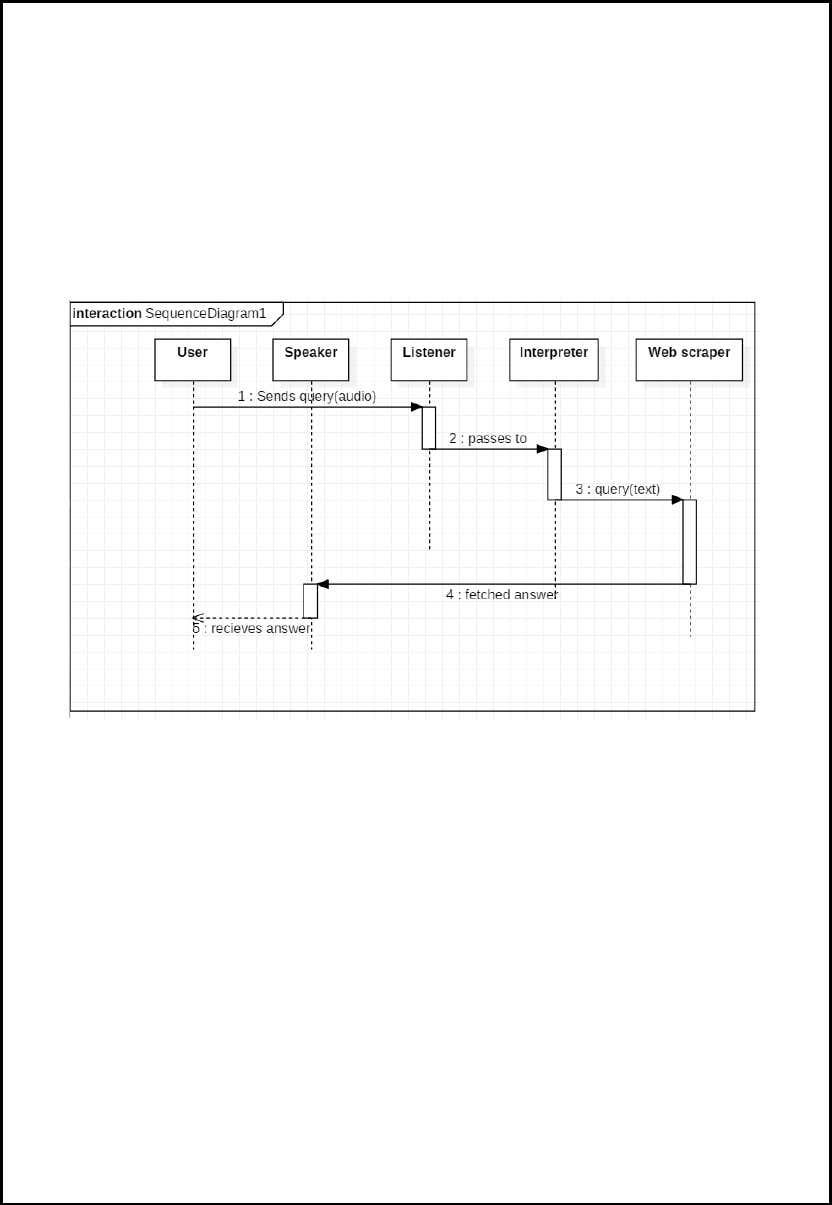 interaction SequenceDiagram1
User
Speaker
Listener
Interpreter
Web scraper
1 : Sends query(audio)
2 : passes to
3 : query(text)
4 : fetched answer
5 : recieves answer